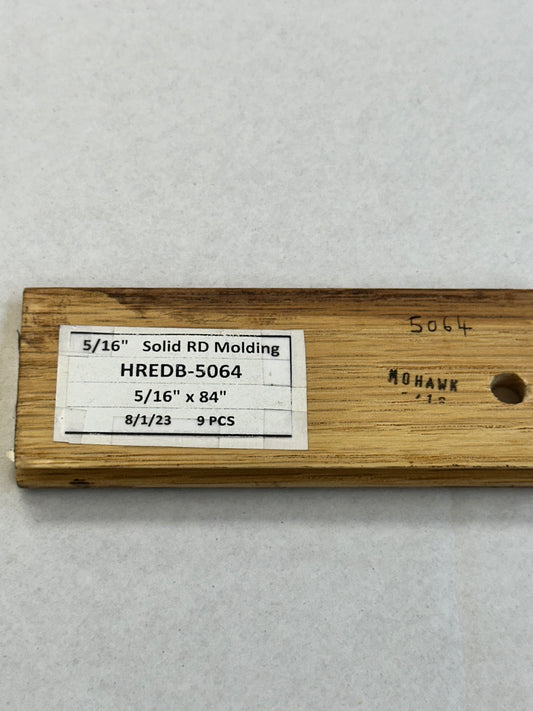 5/16" Solid RD Molding
HREDB-5064
5/16" x 84"
8/1/23 9 PCS
5064
MOHAWK